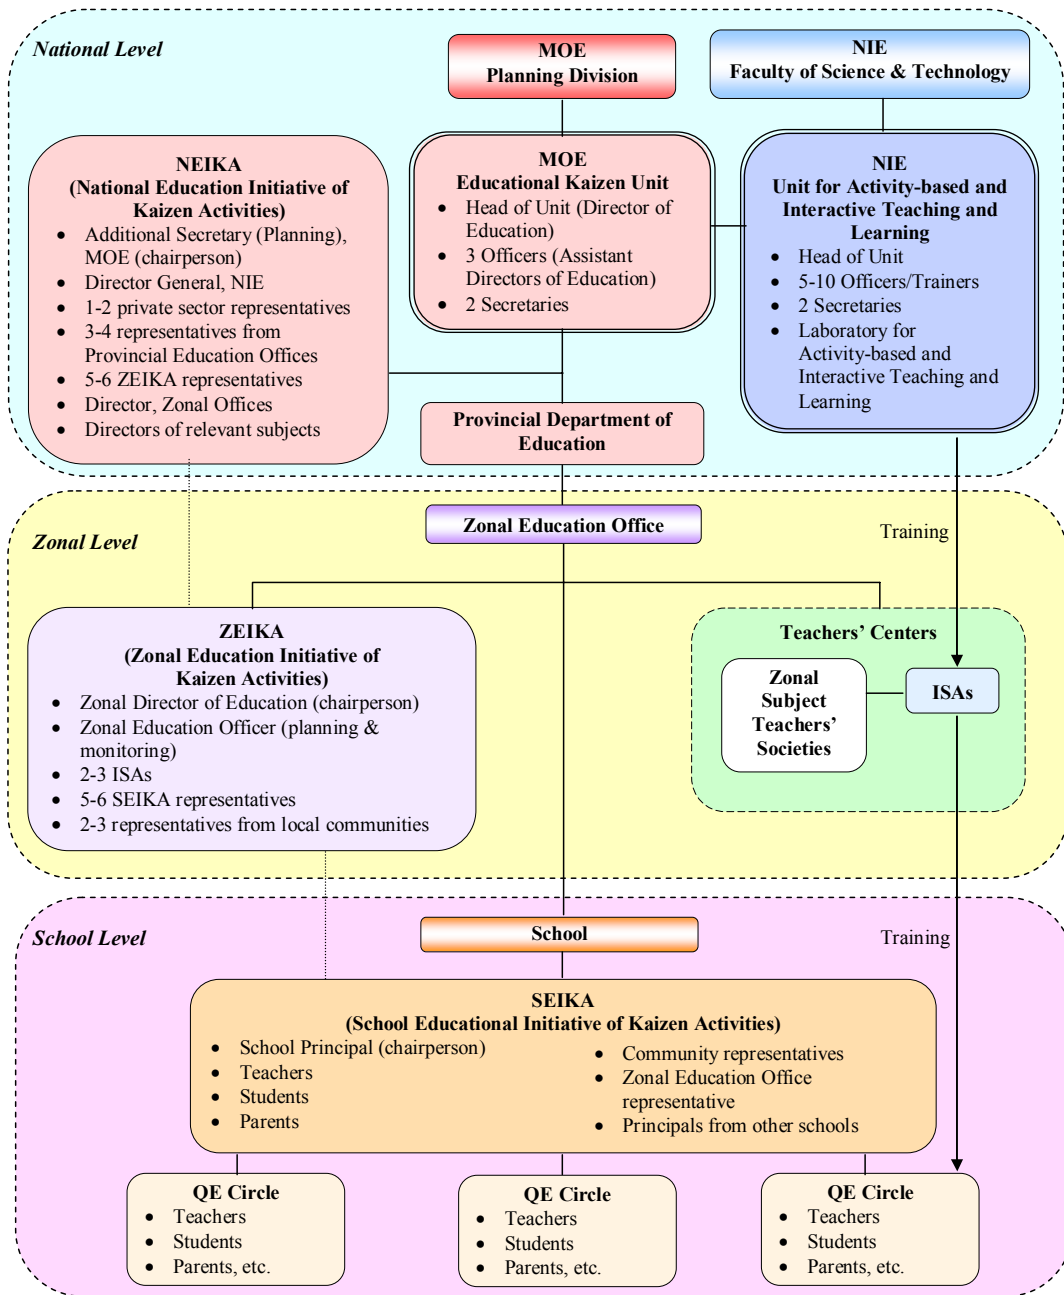 National Level
MOE
Planning Division
NIE
Faculty of Science & Technology
NEIKA
(National Education Initiative of
Kaizen Activities)
• Additional Secretary (Planning),
MOE (chairperson)
• Director General, NIE
• 1-2 private sector representatives
• 3-4 representatives from
Provincial Education Offices
• 5-6 ZEIKA representatives
• Director, Zonal Offices
• Directors of relevant subjects
MOE
Educational Kaizen Unit
• Head of Unit (Director of
Education)
• 3 Officers (Assistant
Directors of Education)
• 2 Secretaries
NIE
Unit for Activity-based and
Interactive Teaching and
Learning
• Head of Unit
• 5-10 Officers/Trainers
• 2 Secretaries
• Laboratory for
Activity-based and
Interactive Teaching and
Learning
Provincial Department of
Education
Zonal Level
Zonal Education Office
Training
ZEIKA
(Zonal Education Initiative of
Kaizen Activities)
• Zonal Director of Education (chairperson)
• Zonal Education Officer (planning &
monitoring)
• 2-3 ISAs
• 5-6 SEIKA representatives
• 2-3 representatives from local communities
Teachers’ Centers
Zonal
Subject
Teachers’
Societies
ISAs
School Level
School
Training
SEIKA
(School Educational Initiative of Kaizen Activities)
• School Principal (chairperson)
• Teachers
• Students
• Parents
• Community representatives
• Zonal Education Office
representative
• Principals from other schools
QE Circle
• Teachers
• Students
• Parents, etc.
QE Circle
• Teachers
• Students
• Parents, etc.
QE Circle
• Teachers
• Students
• Parents, etc.